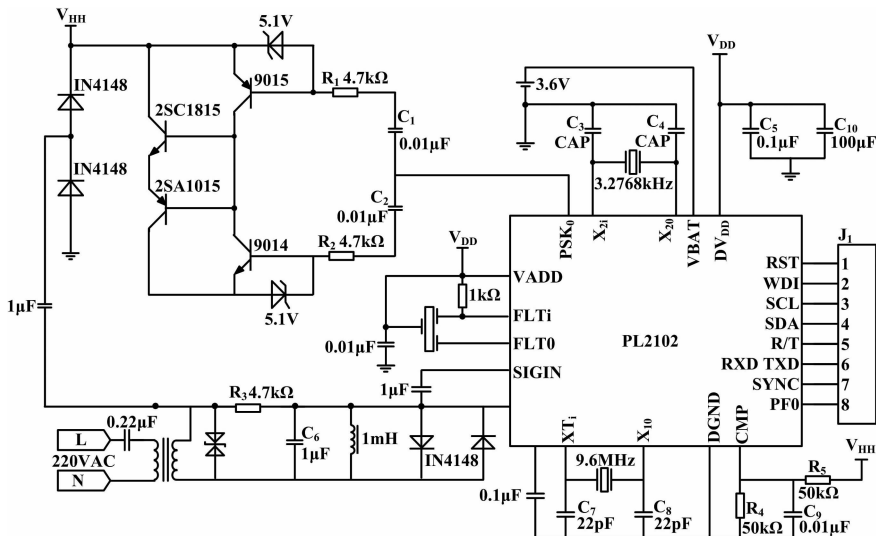 V_HH
5.1V
IN4148
2SC1815
9015
R₁ 4.7kΩ
C₁
0.01μF
IN4148
2SA1015
C₂
0.01μF
9014
R₂ 4.7kΩ
5.1V
1μF
3.6V
C₃
CAP
C₄
CAP
3.2768kHz
V_DD
C₅
0.1μF
C₁₀
100μF
PSK₀
X₂ᵢ
X₂₀
VBAT
DV_DD
J₁
V_DD
VADD
1kΩ
FLTi
FLT0
0.01μF
SIGIN
1μF
PL2102
RST 1
WDI 2
SCL 3
SDA 4
R/T 5
RXD TXD 6
SYNC 7
PF0 8
R₃ 4.7kΩ
0.22μF
L
220VAC
N
C₆
1μF
1mH
IN4148
XTᵢ
X₁₀
DGND
CMP
9.6MHz
0.1μF
C₇
22pF
C₈
22pF
R₄
50kΩ
R₅
50kΩ
V_HH
C₉
0.01μF